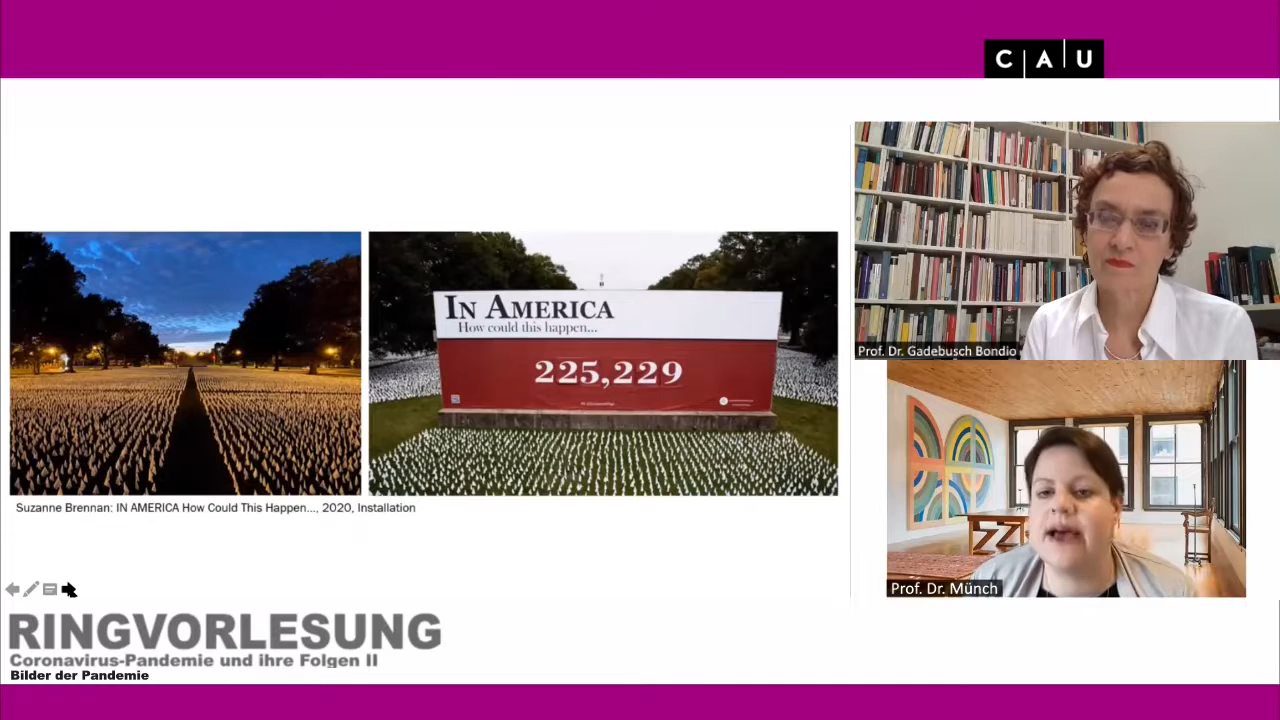 CAU
IN AMERICA
How could this happen...
225,229
Prof. Dr. Gadebusch Bondio
Suzanne Brennan: IN AMERICA How Could This Happen..., 2020, Installation
Prof. Dr. Münch
RINGVORLESUNG
Coronavirus-Pandemie und ihre Folgen II
Bilder der Pandemie